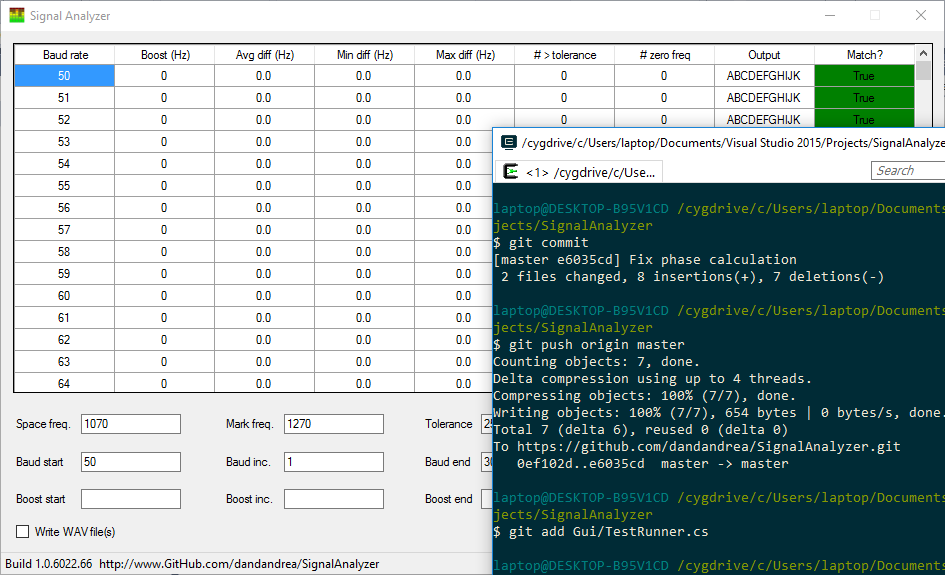 Signal Analyzer
Baud rate Boost (Hz) Avg diff (Hz) Min diff (Hz) Max diff (Hz) # > tolerance # zero freq Output Match?
50 0 0.0 0.0 0.0 0 0 ABCDEFGHIJK True
51 0 0.0 0.0 0.0 0 0 ABCDEFGHIJK True
52 0 0.0 0.0 0.0 0 0 ABCDEFGHIJK True
53 0 0.0 0.0 0.0
54 0 0.0 0.0 0.0
55 0 0.0 0.0 0.0
56 0 0.0 0.0 0.0
57 0 0.0 0.0 0.0
58 0 0.0 0.0 0.0
59 0 0.0 0.0 0.0
60 0 0.0 0.0 0.0
61 0 0.0 0.0 0.0
62 0 0.0 0.0 0.0
63 0 0.0 0.0 0.0
64 0 0.0 0.0 0.0
Space freq. 1070 Mark freq. 1270 Tolerance
Baud start 50 Baud inc. 1 Baud end
Boost start Boost inc. Boost end
Write WAV file(s)
Build 1.0.6022.66 http://www.GitHub.com/dandandrea/SignalAnalyzer
/cygdrive/c/Users/laptop/Documents/Visual Studio 2015/Projects/SignalAnalyze
<1> /cygdrive/c/Use...
Search
laptop@DESKTOP-B95V1CD /cygdrive/c/Users/laptop/Documents
jects/SignalAnalyzer
$ git commit
[master e6035cd] Fix phase calculation
2 files changed, 8 insertions(+), 7 deletions(-)
laptop@DESKTOP-B95V1CD /cygdrive/c/Users/laptop/Documents
jects/SignalAnalyzer
$ git push origin master
Counting objects: 7, done.
Delta compression using up to 4 threads.
Compressing objects: 100% (7/7), done.
Writing objects: 100% (7/7), 654 bytes | 0 bytes/s, done.
Total 7 (delta 6), reused 0 (delta 0)
To https://github.com/dandandrea/SignalAnalyzer.git
0ef102d..e6035cd master -> master
laptop@DESKTOP-B95V1CD /cygdrive/c/Users/laptop/Documents
jects/SignalAnalyzer
$ git add Gui/TestRunner.cs
laptop@DESKTOP-B95V1CD /cygdrive/c/Users/laptop/Documents